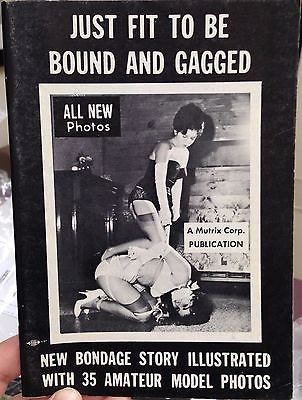 JUST FIT TO BE
BOUND AND GAGGED
ALL NEW
Photos
A Mutrix Corp.
PUBLICATION
NEW BONDAGE STORY ILLUSTRATED
WITH 35 AMATEUR MODEL PHOTOS